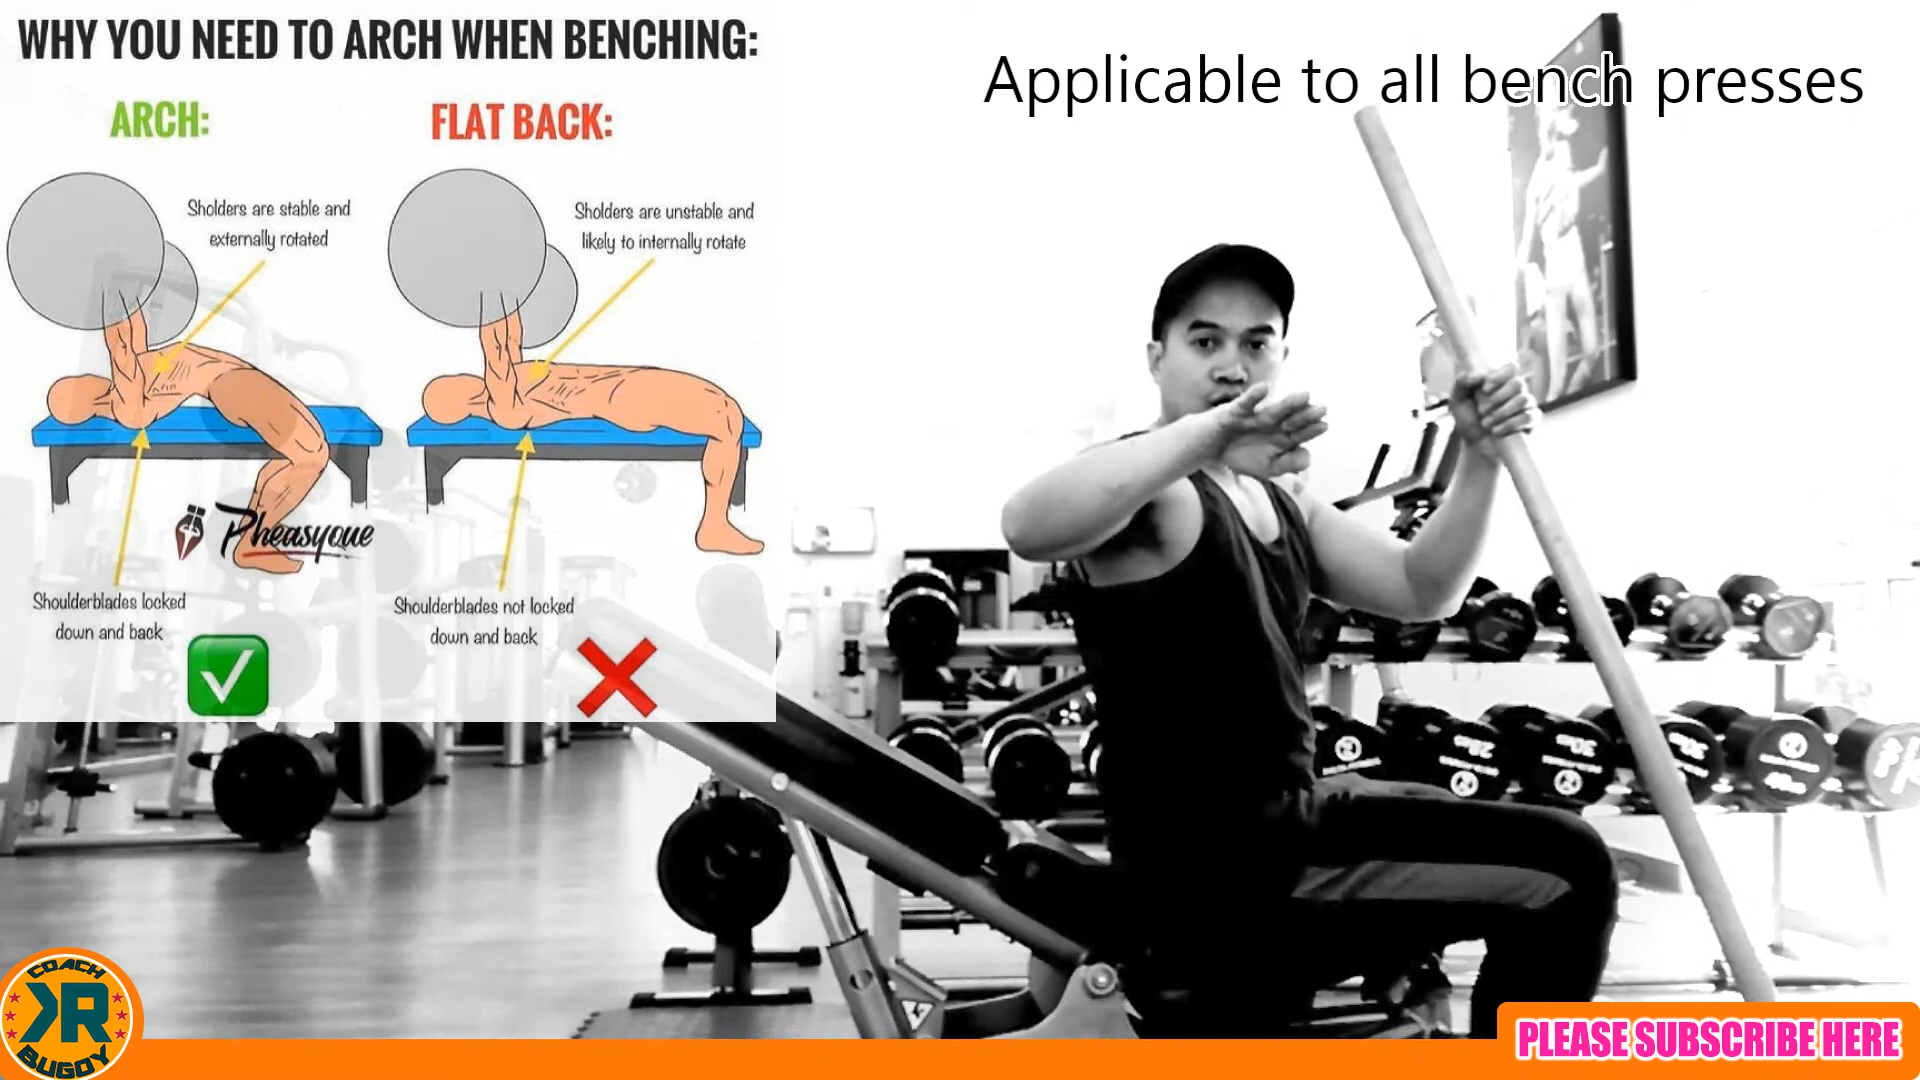 WHY YOU NEED TO ARCH WHEN BENCHING:
ARCH:
FLAT BACK:
Sholders are stable and
externally rotated
Sholders are unstable and
likely to internally rotate
Pheasyque
Shoulderblades locked
down and back
Shoulderblades not locked
down and back
Applicable to all bench presses
28
30
COACH
KR
BUGOY
PLEASE SUBSCRIBE HERE